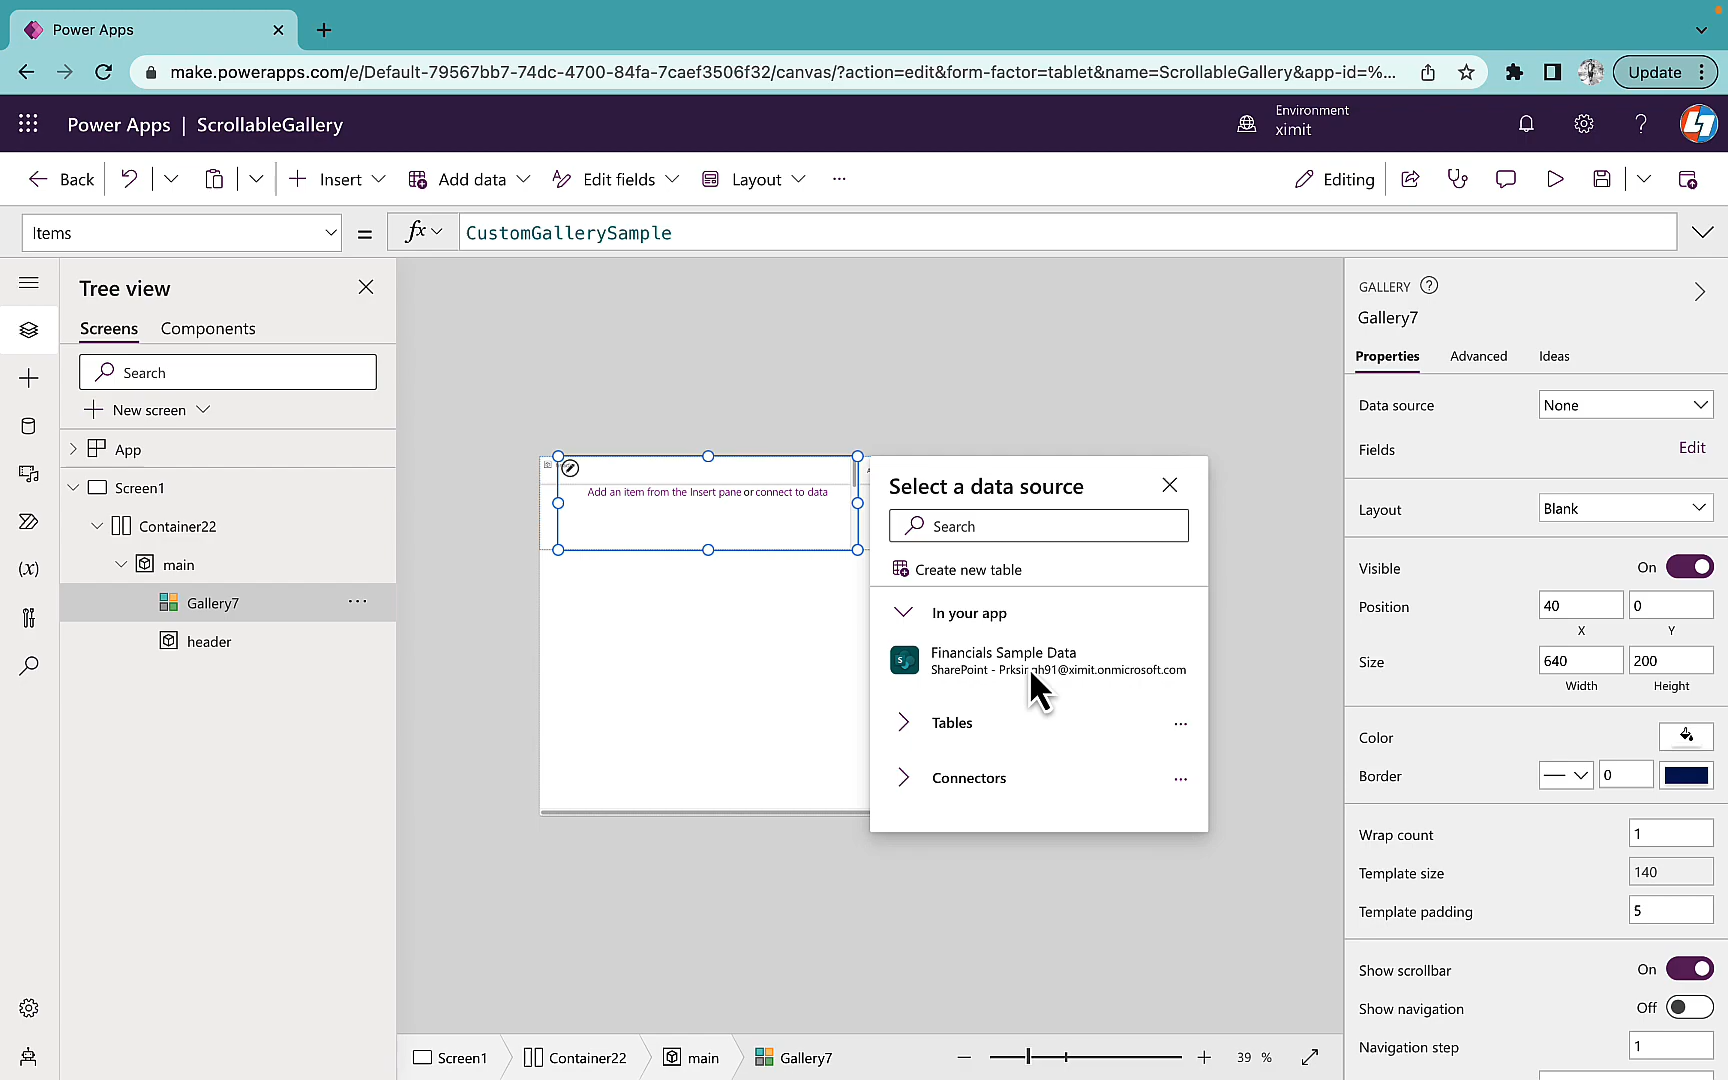 Power Apps
make.powerapps.com/e/Default-79567bb7-74dc-4700-84fa-7caef3506f32/canvas/?action=edit&form-factor=tablet&name=ScrollableGallery&app-id=%...
Update
Power Apps | ScrollableGallery
Environment
ximit
Back
Insert
Add data
Edit fields
Layout
...
Editing
Items
=
fx
CustomGallerySample
Tree view
Screens
Components
Search
New screen
App
Screen1
Container22
main
Gallery7
...
header
Add an item from the Insert pane or connect to data
Select a data source
Search
Create new table
In your app
Financials Sample Data
SharePoint - Prksingh91@ximit.onmicrosoft.com
Tables
...
Connectors
...
GALLERY
Gallery7
Properties
Advanced
Ideas
Data source
None
Fields
Edit
Layout
Blank
Visible
On
Position
40
0
X
Y
Size
640
200
Width
Height
Color
Border
0
Wrap count
1
Template size
140
Template padding
5
Show scrollbar
On
Show navigation
Off
Navigation step
1
Screen1
Container22
main
Gallery7
39 %